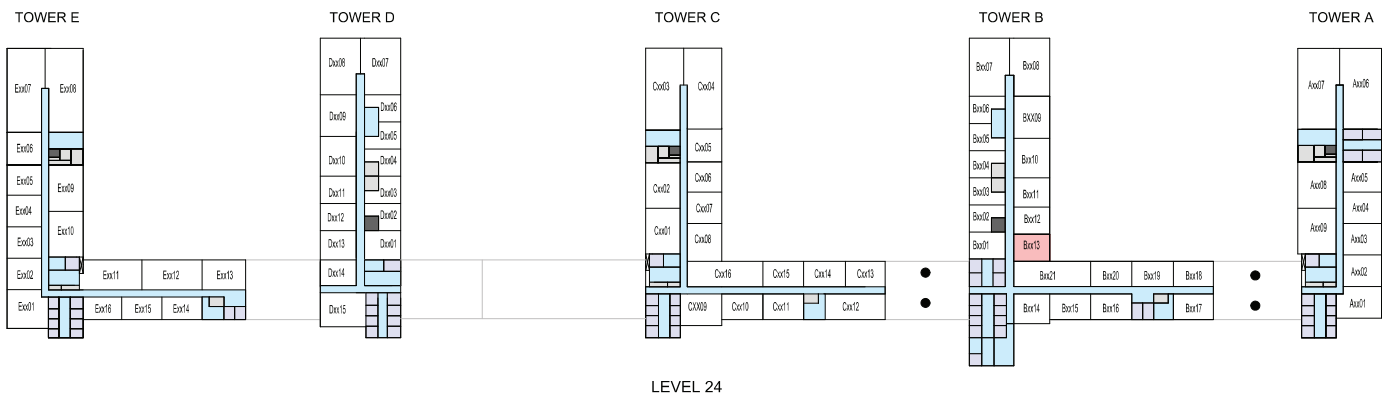 TOWER E
TOWER D
TOWER C
TOWER B
TOWER A
Exx07
Exx08
Exx06
Exx05
Exx09
Exx04
Exx03
Exx10
Exx02
Exx11
Exx12
Exx13
Exx01
Exx16
Exx15
Exx14
Dxx08
Dxx07
Dxx06
Dxx09
Dxx05
Dxx10
Dxx04
Dxx11
Dxx03
Dxx12
Dxx02
Dxx13
Dxx01
Dxx14
Dxx15
Cxx03
Cxx04
Cxx05
Cxx06
Cxx02
Cxx07
Cxx01
Cxx08
Cxx16
Cxx15
Cxx14
Cxx13
CXX09
Cxx10
Cxx11
Cxx12
Bxx07
Bxx08
Bxx06
BXX09
Bxx05
Bxx10
Bxx04
Bxx03
Bxx11
Bxx02
Bxx12
Bxx01
Bxx13
Bxx21
Bxx20
Bxx19
Bxx18
Bxx14
Bxx15
Bxx16
Bxx17
Axx07
Axx06
Axx08
Axx05
Axx04
Axx09
Axx03
Axx02
Axx01
LEVEL 24